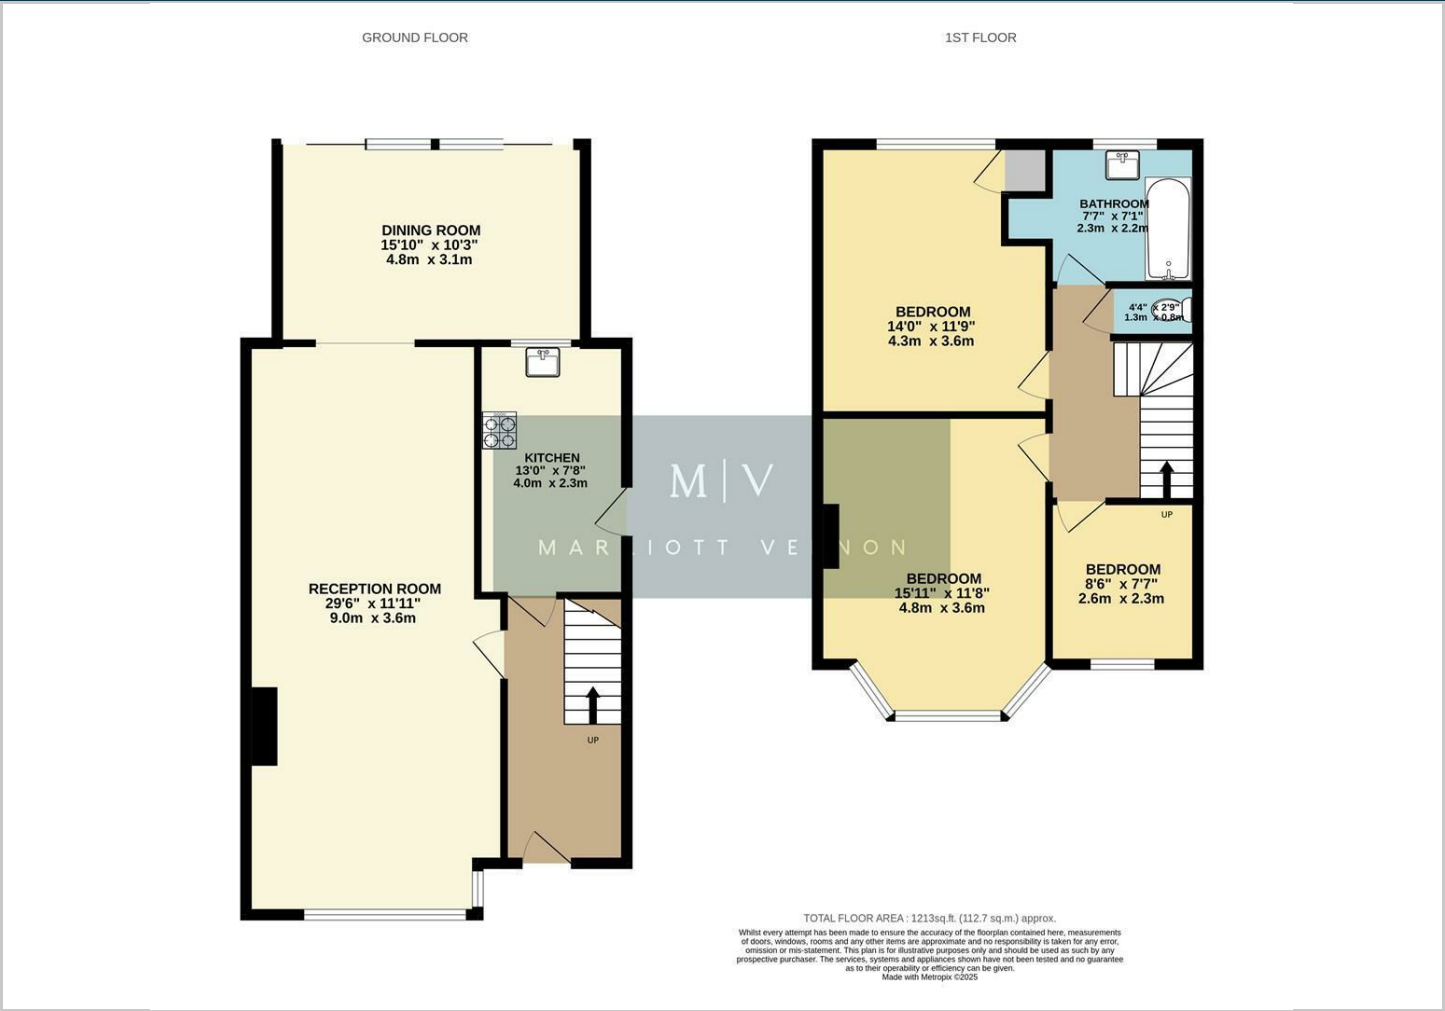 GROUND FLOOR
1ST FLOOR
DINING ROOM
15'10" x 10'3"
4.8m x 3.1m
KITCHEN
13'0" x 7'8"
4.0m x 2.3m
RECEPTION ROOM
29'6" x 11'11"
9.0m x 3.6m
UP
BEDROOM
14'0" x 11'9"
4.3m x 3.6m
BATHROOM
7'7" x 7'1"
2.3m x 2.2m
4'4" x 2'9"
1.3m x 0.8m
BEDROOM
15'11" x 11'8"
4.8m x 3.6m
UP
BEDROOM
8'6" x 7'7"
2.6m x 2.3m
M|V
MARRIOTT VERNON
TOTAL FLOOR AREA : 1213sq.ft. (112.7 sq.m.) approx.
Whilst every attempt has been made to ensure the accuracy of the floorplan contained here, measurements
of doors, windows, rooms and any other items are approximate and no responsibility is taken for any error,
omission or mis-statement. This plan is for illustrative purposes only and should be used as such by any
prospective purchaser. The services, systems and appliances shown have not been tested and no guarantee
as to their operability or efficiency can be given.
Made with Metropix ©2025